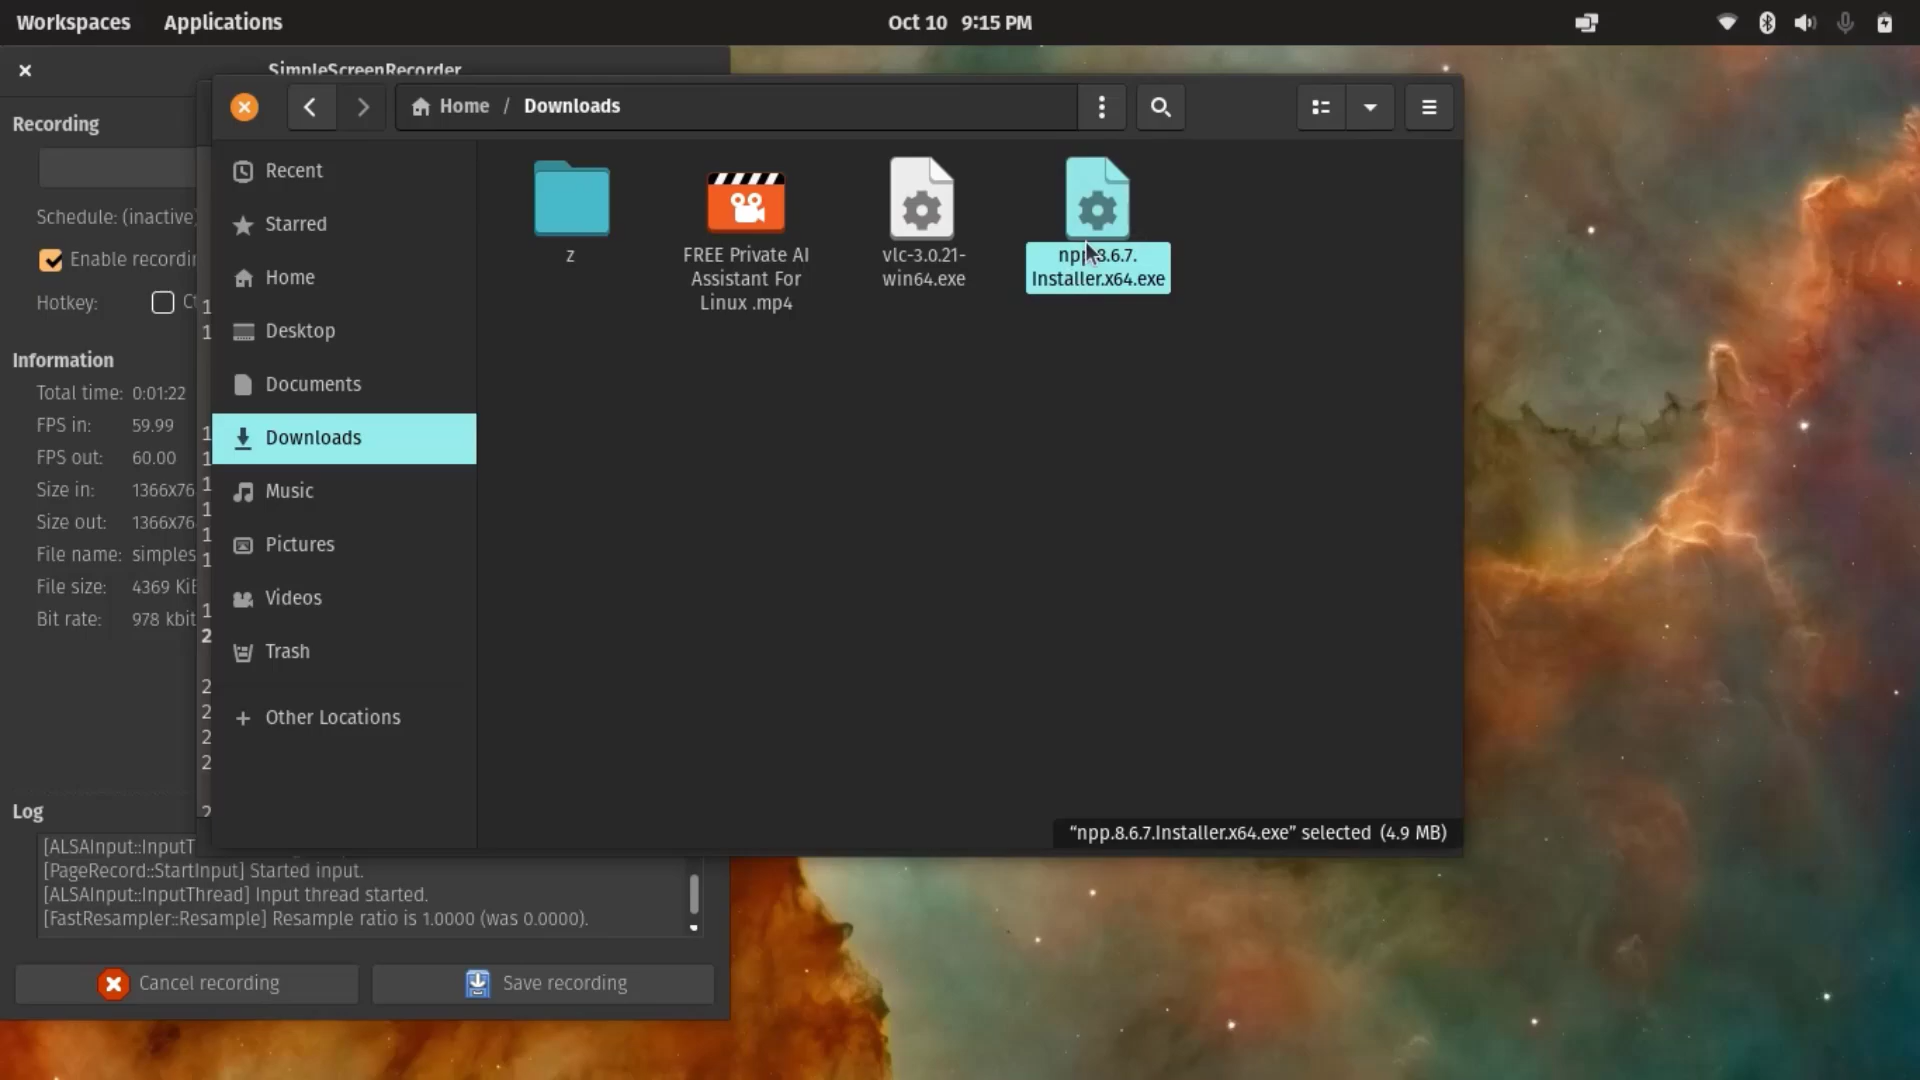 Workspaces
Applications
Oct 10 9:15 PM
SimpleScreenRecorder
Recording
Schedule: (inactive)
Enable recordin
Hotkey:
Information
Total time: 0:01:22
FPS in: 59.99
FPS out: 60.00
Size in: 1366x76
Size out: 1366x76
File name: simples
File size: 4369 KiB
Bit rate: 978 kbit
Log
[ALSAInput::InputT
[PageRecord::StartInput] Started input.
[ALSAInput::InputThread] Input thread started.
[FastResampler::Resample] Resample ratio is 1.0000 (was 0.0000).
Cancel recording
Save recording
Home / Downloads
Recent
Starred
Home
Desktop
Documents
Downloads
Music
Pictures
Videos
Trash
Other Locations
z
FREE Private AI
Assistant For
Linux .mp4
vlc-3.0.21-
win64.exe
npp.8.6.7.
Installer.x64.exe
“npp.8.6.7.Installer.x64.exe” selected (4.9 MB)